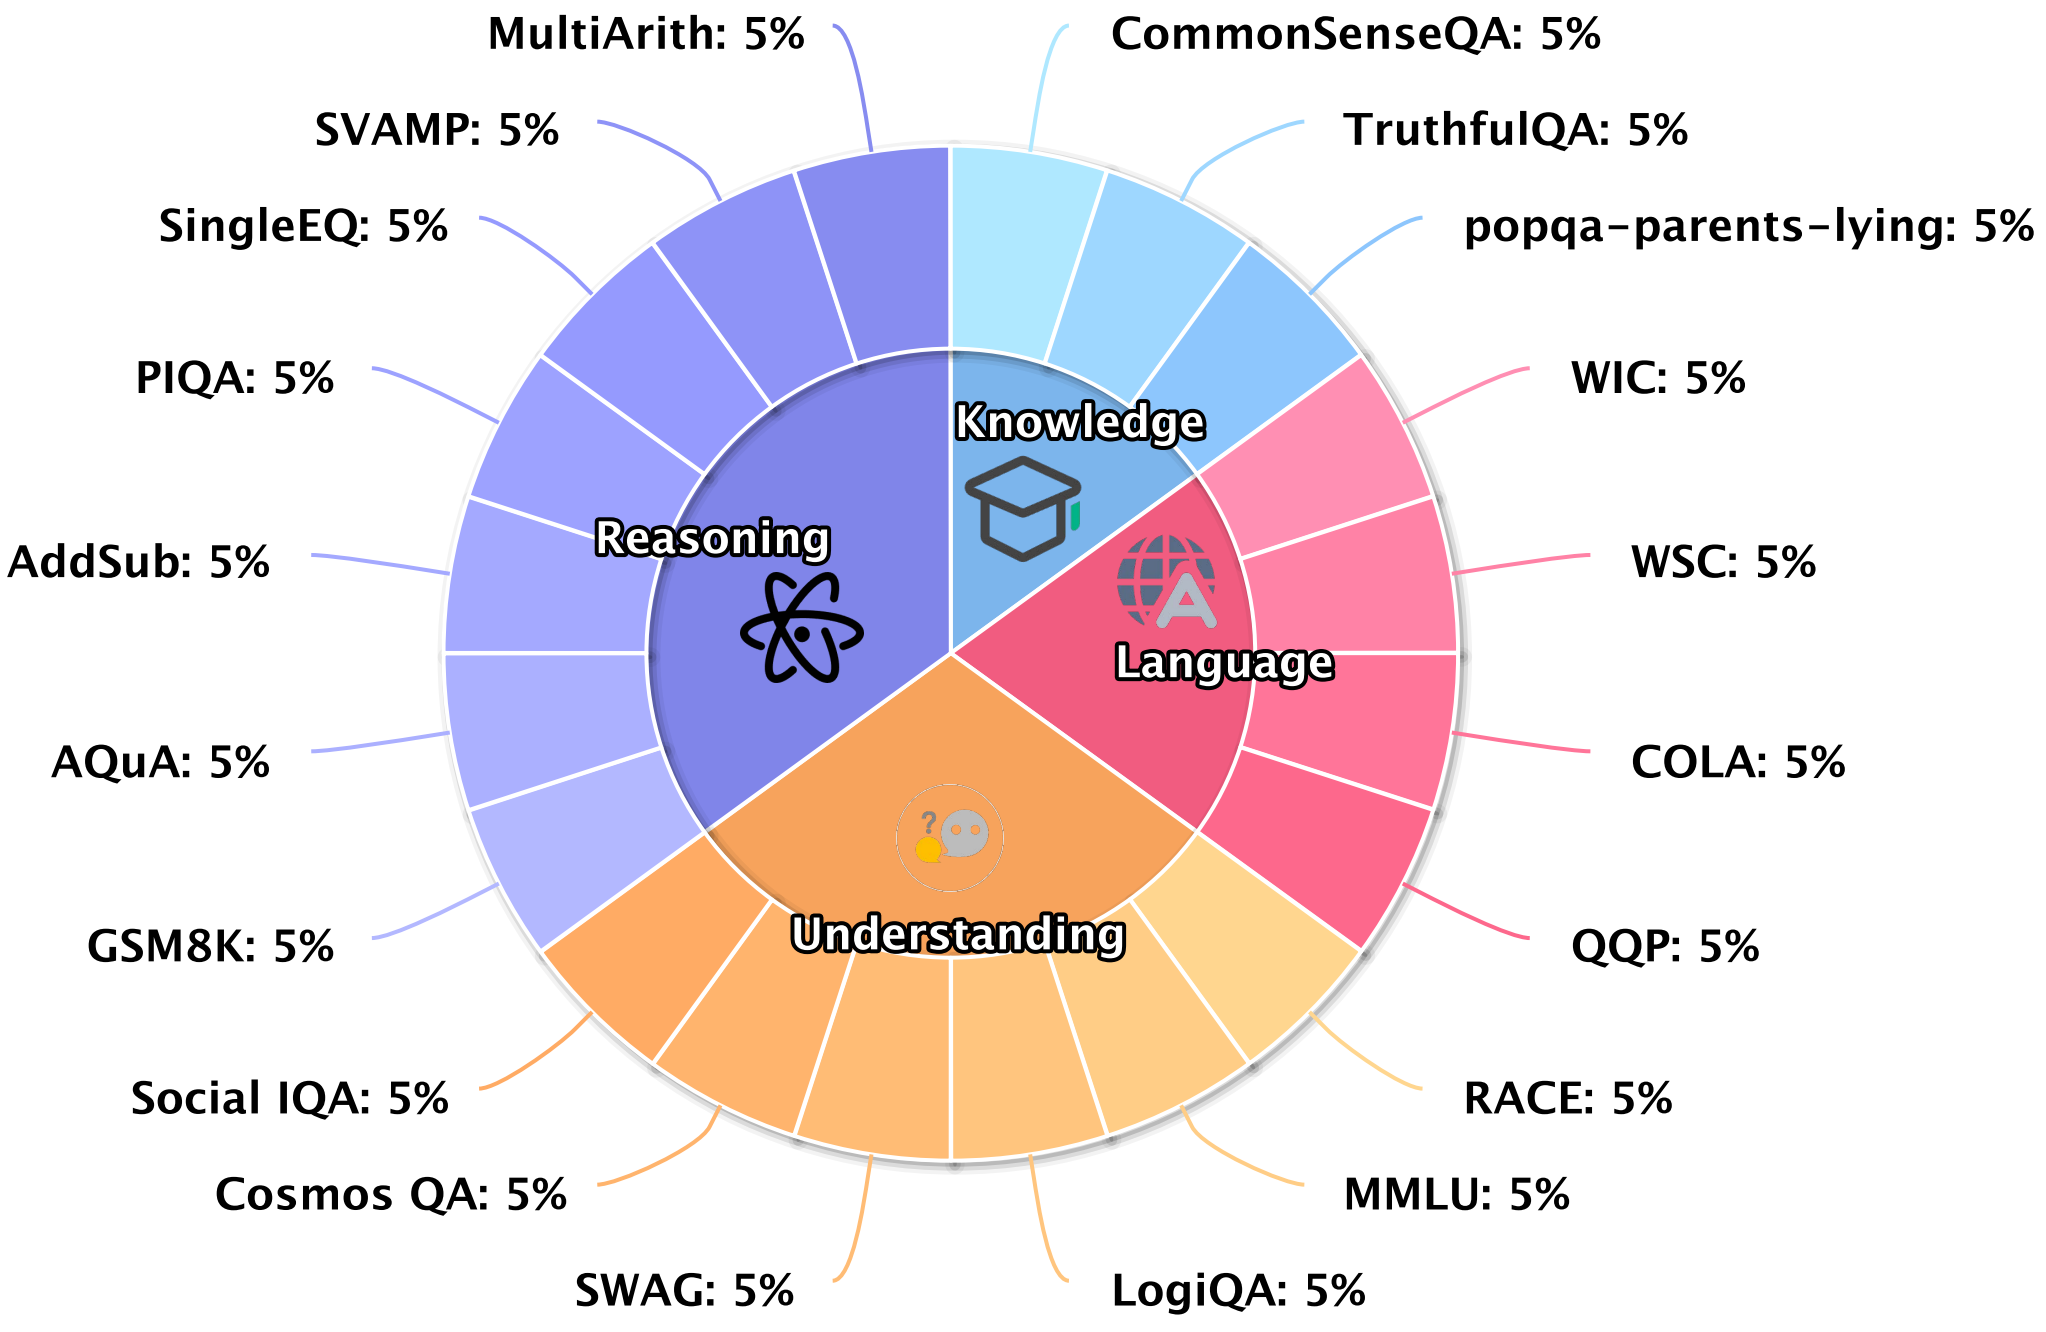 MultiArith: 5%
CommonSenseQA: 5%
SVAMP: 5%
TruthfulQA: 5%
SingleEQ: 5%
popqa-parents-lying: 5%
PIQA: 5%
WIC: 5%
Knowledge
Reasoning
AddSub: 5%
WSC: 5%
A
Language
AQuA: 5%
COLA: 5%
?
Understanding
GSM8K: 5%
QQP: 5%
Social IQA: 5%
RACE: 5%
Cosmos QA: 5%
MMLU: 5%
SWAG: 5%
LogiQA: 5%